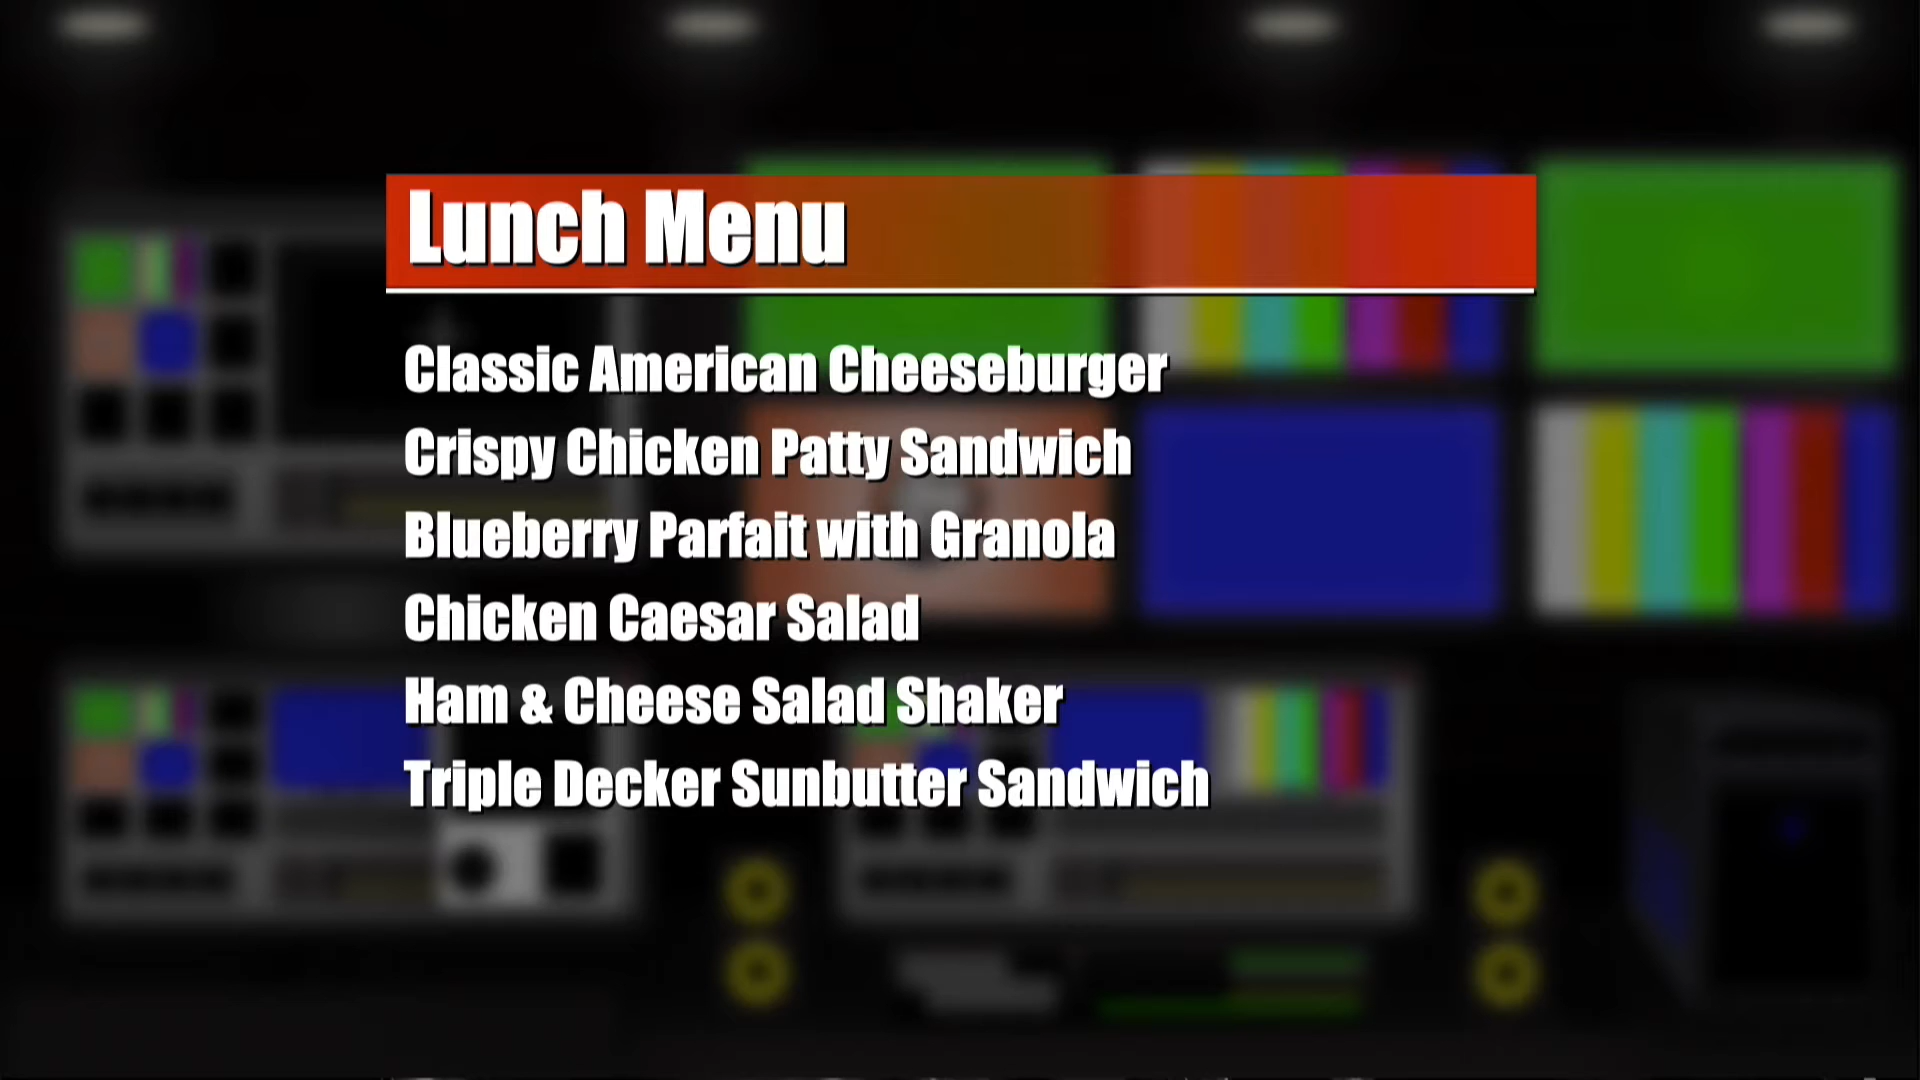 Lunch Menu
Classic American Cheeseburger
Crispy Chicken Patty Sandwich
Blueberry Parfait with Granola
Chicken Caesar Salad
Ham & Cheese Salad Shaker
Triple Decker Sunbutter Sandwich